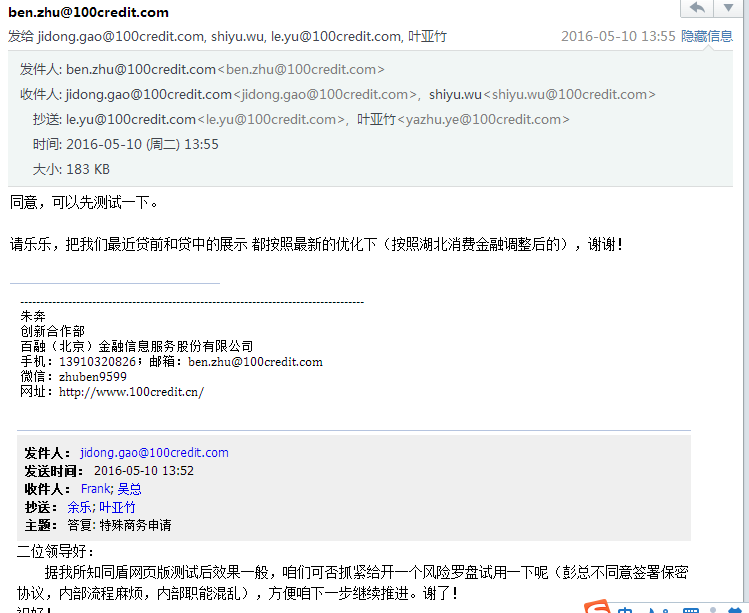 ben.zhu@100credit.com
发给 jidong.gao@100credit.com, shiyu.wu, le.yu@100credit.com, 叶亚竹 2016-05-10 13:55 隐藏信息
发件人: ben.zhu@100credit.com<ben.zhu@100credit.com>
收件人: jidong.gao@100credit.com<jidong.gao@100credit.com>, shiyu.wu<shiyu.wu@100credit.com>
抄送: le.yu@100credit.com<le.yu@100credit.com>, 叶亚竹<yazhu.ye@100credit.com>
时间: 2016-05-10 (周二) 13:55
大小: 183 KB
同意，可以先测试一下。
请乐乐，把我们最近贷前和贷中的展示 都按照最新的优化下（按照湖北消费金融调整后的），谢谢！
--------------------------------------------------------------------------------------
朱奔
创新合作部
百融（北京）金融信息服务股份有限公司
手机：13910320826；邮箱：ben.zhu@100credit.com
微信：zhuben9599
网址：http://www.100credit.cn/
发件人： jidong.gao@100credit.com
发送时间： 2016-05-10 13:52
收件人： Frank; 吴总
抄送： 余乐; 叶亚竹
主题： 答复: 特殊商务申请
二位领导好：
据我所知同盾网页版测试后效果一般，咱们可否抓紧给开一个风险罗盘试用一下呢（彭总不同意签署保密
协议，内部流程麻烦，内部职能混乱），方便咱下一步继续推进。谢了！